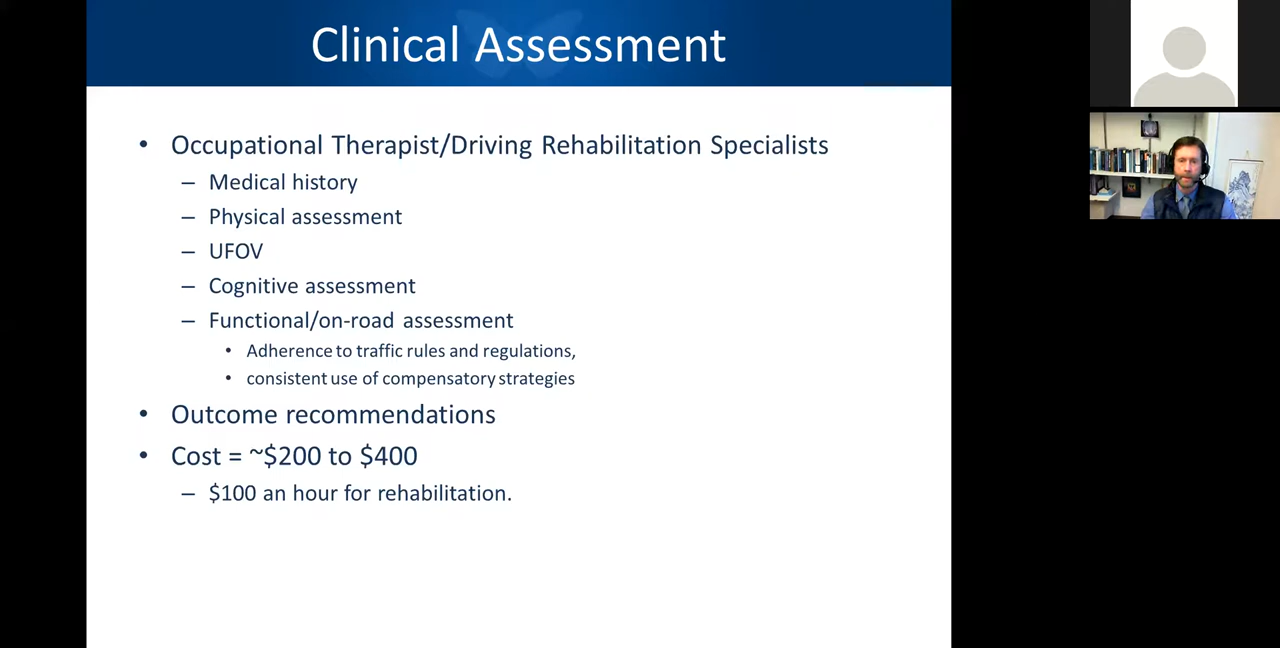 Clinical Assessment
• Occupational Therapist/Driving Rehabilitation Specialists
– Medical history
– Physical assessment
– UFOV
– Cognitive assessment
– Functional/on-road assessment
• Adherence to traffic rules and regulations,
• consistent use of compensatory strategies
• Outcome recommendations
• Cost = ~$200 to $400
– $100 an hour for rehabilitation.